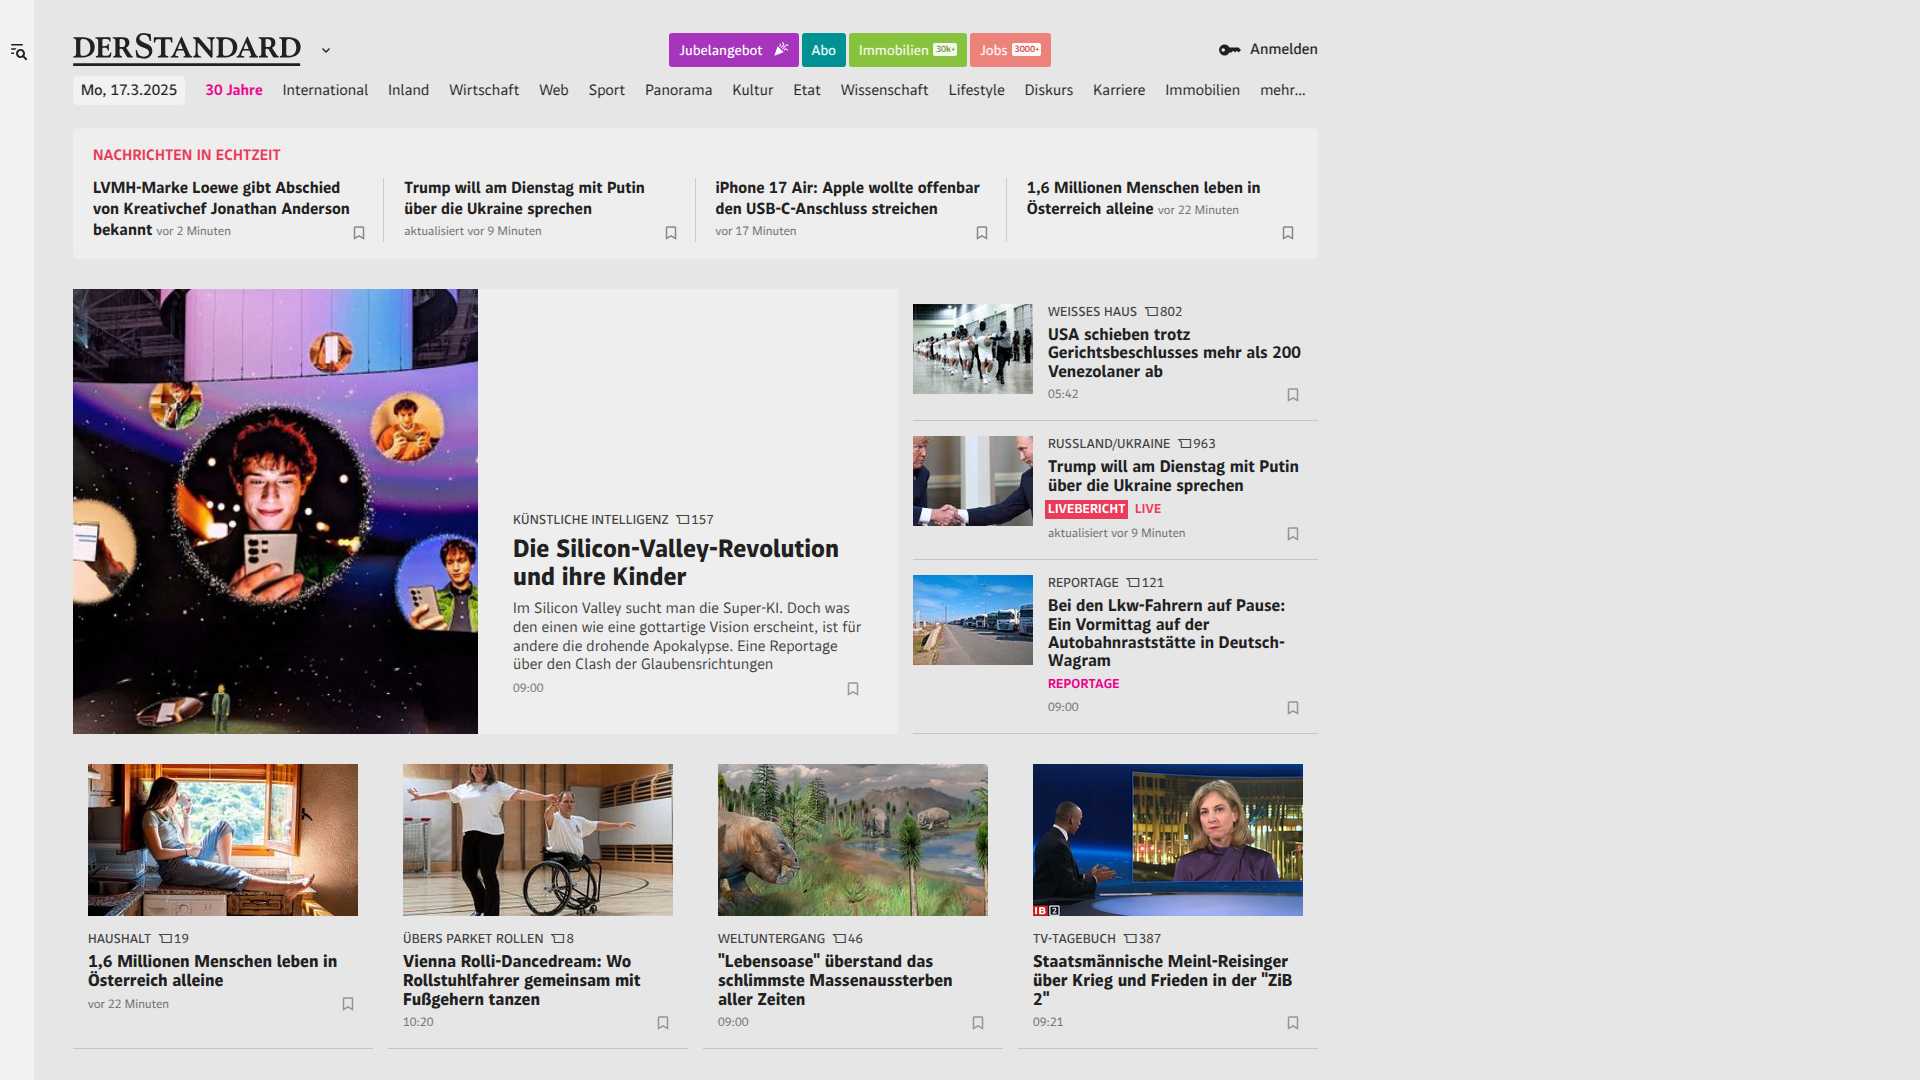 DERSTANDARD
Jubelangebot
Abo
Immobilien 30k+
Jobs 3000+
Anmelden
Mo, 17.3.2025
30 Jahre
International
Inland
Wirtschaft
Web
Sport
Panorama
Kultur
Etat
Wissenschaft
Lifestyle
Diskurs
Karriere
Immobilien
mehr...
NACHRICHTEN IN ECHTZEIT
LVMH-Marke Loewe gibt Abschied
von Kreativchef Jonathan Anderson
bekannt vor 2 Minuten
Trump will am Dienstag mit Putin
über die Ukraine sprechen
aktualisiert vor 9 Minuten
iPhone 17 Air: Apple wollte offenbar
den USB-C-Anschluss streichen
vor 17 Minuten
1,6 Millionen Menschen leben in
Österreich alleine vor 22 Minuten
KÜNSTLICHE INTELLIGENZ 157
Die Silicon-Valley-Revolution
und ihre Kinder
Im Silicon Valley sucht man die Super-KI. Doch was
den einen wie eine gottartige Vision erscheint, ist für
andere die drohende Apokalypse. Eine Reportage
über den Clash der Glaubensrichtungen
09:00
WEISSES HAUS 802
USA schieben trotz
Gerichtsbeschlusses mehr als 200
Venezolaner ab
05:42
RUSSLAND/UKRAINE 963
Trump will am Dienstag mit Putin
über die Ukraine sprechen
LIVEBERICHT LIVE
aktualisiert vor 9 Minuten
REPORTAGE 121
Bei den Lkw-Fahrern auf Pause:
Ein Vormittag auf der
Autobahnraststätte in Deutsch-
Wagram
REPORTAGE
09:00
HAUSHALT 19
1,6 Millionen Menschen leben in
Österreich alleine
vor 22 Minuten
ÜBERS PARKET ROLLEN 8
Vienna Rolli-Dancedream: Wo
Rollstuhlfahrer gemeinsam mit
Fußgehern tanzen
10:20
WELTUNTERGANG 46
"Lebensoase" überstand das
schlimmste Massenaussterben
aller Zeiten
09:00
IB 2
TV-TAGEBUCH 387
Staatsmännische Meinl-Reisinger
über Krieg und Frieden in der "ZiB
2"
09:21